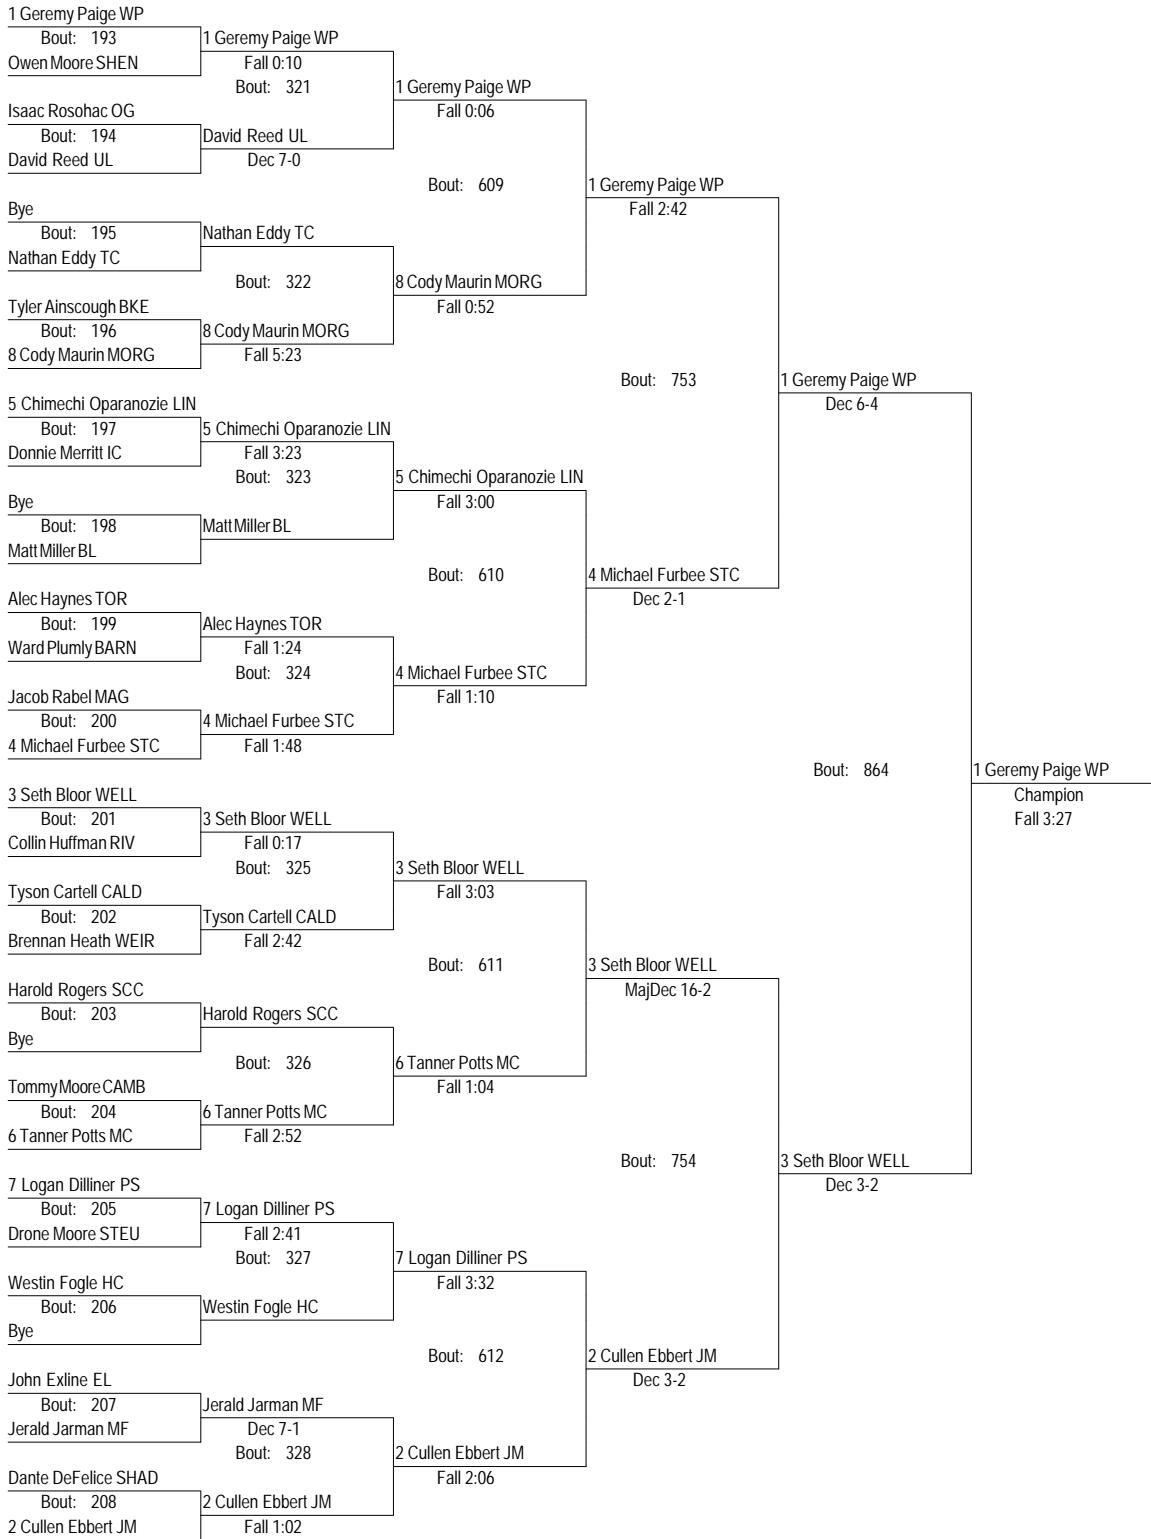 1 Geremy Paige WP
Bout: 193
Owen Moore SHEN
1 Geremy Paige WP
Fall 0:10
Bout: 321
Isaac Rosohac OG
Bout: 194
David Reed UL
David Reed UL
Dec 7-0
1 Geremy Paige WP
Fall 0:06
Bout: 609
Bye
Bout: 195
Nathan Eddy TC
Nathan Eddy TC
Bout: 322
Tyler Ainscough BKE
Bout: 196
8 Cody Maurin MORG
8 Cody Maurin MORG
Fall 5:23
8 Cody Maurin MORG
Fall 0:52
1 Geremy Paige WP
Fall 2:42
Bout: 753
5 Chimechi Oparanozie LIN
Bout: 197
Donnie Merritt IC
5 Chimechi Oparanozie LIN
Fall 3:23
Bout: 323
Bye
Bout: 198
Matt Miller BL
Matt Miller BL
5 Chimechi Oparanozie LIN
Fall 3:00
Bout: 610
Alec Haynes TOR
Bout: 199
Ward Plumly BARN
Alec Haynes TOR
Fall 1:24
Bout: 324
Jacob Rabel MAG
Bout: 200
4 Michael Furbee STC
4 Michael Furbee STC
Fall 1:48
4 Michael Furbee STC
Fall 1:10
4 Michael Furbee STC
Dec 2-1
1 Geremy Paige WP
Dec 6-4
Bout: 864
1 Geremy Paige WP
Champion
Fall 3:27
3 Seth Bloor WELL
Bout: 201
Collin Huffman RIV
3 Seth Bloor WELL
Fall 0:17
Bout: 325
Tyson Cartell CALD
Bout: 202
Brennan Heath WEIR
Tyson Cartell CALD
Fall 2:42
3 Seth Bloor WELL
Fall 3:03
Bout: 611
Harold Rogers SCC
Bout: 203
Bye
Harold Rogers SCC
Bout: 326
Tommy Moore CAMB
Bout: 204
6 Tanner Potts MC
6 Tanner Potts MC
Fall 2:52
6 Tanner Potts MC
Fall 1:04
3 Seth Bloor WELL
MajDec 16-2
Bout: 754
3 Seth Bloor WELL
Dec 3-2
7 Logan Dilliner PS
Bout: 205
Drone Moore STEU
7 Logan Dilliner PS
Fall 2:41
Bout: 327
Westin Fogle HC
Bout: 206
Bye
Westin Fogle HC
7 Logan Dilliner PS
Fall 3:32
Bout: 612
John Exline EL
Bout: 207
Jerald Jarman MF
Jerald Jarman MF
Dec 7-1
Bout: 328
Dante DeFelice SHAD
Bout: 208
2 Cullen Ebbert JM
2 Cullen Ebbert JM
Fall 1:02
2 Cullen Ebbert JM
Fall 2:06
2 Cullen Ebbert JM
Dec 3-2